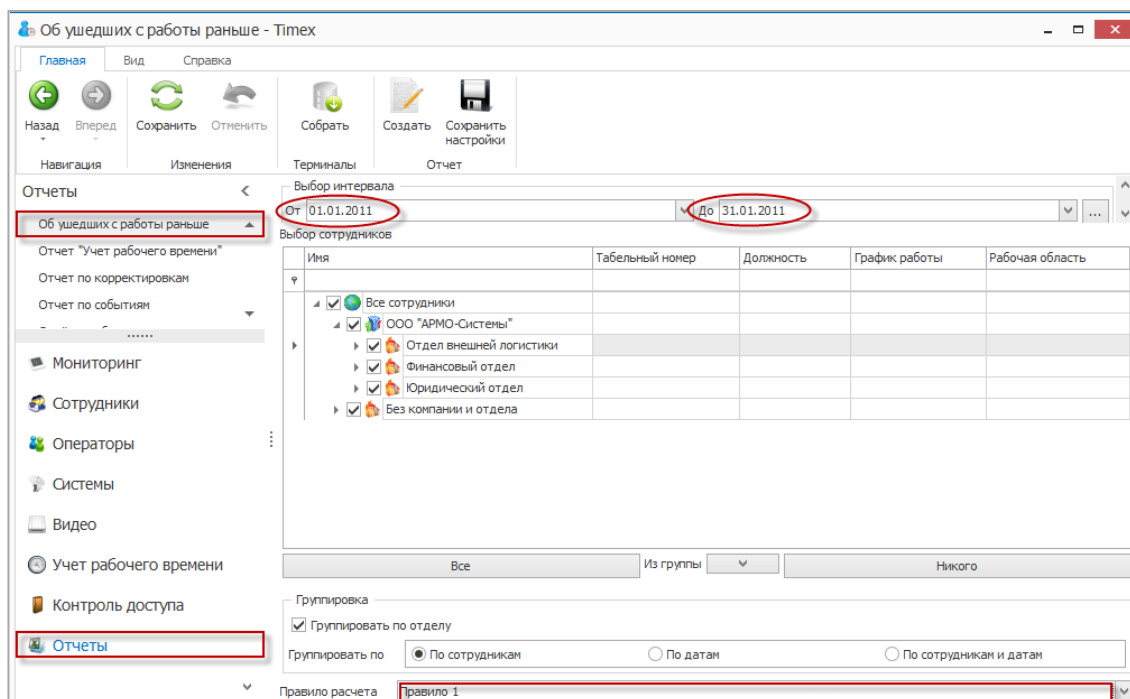 Об ушедших с работы раньше - Timex
Главная Вид Справка
Назад Вперед Сохранить Отменить Собрать Создать Сохранить настройки
Навигация Изменения Терминалы Отчет
Отчеты
Об ушедших с работы раньше
Отчет "Учет рабочего времени"
Отчет по корректировкам
Отчет по событиям
Мониторинг
Сотрудники
Операторы
Системы
Видео
Учет рабочего времени
Контроль доступа
Отчеты
Выбор интервала
От 01.01.2011 До 31.01.2011 ...
Выбор сотрудников
Имя Табельный номер Должность График работы Рабочая область
Все сотрудники
ООО "АРМО-Системы"
Отдел внешней логистики
Финансовый отдел
Юридический отдел
Без компании и отдела
Все Из группы Никого
Группировка
Группировать по отделу
Группировать по По сотрудникам По датам По сотрудникам и датам
Правило расчета Правило 1